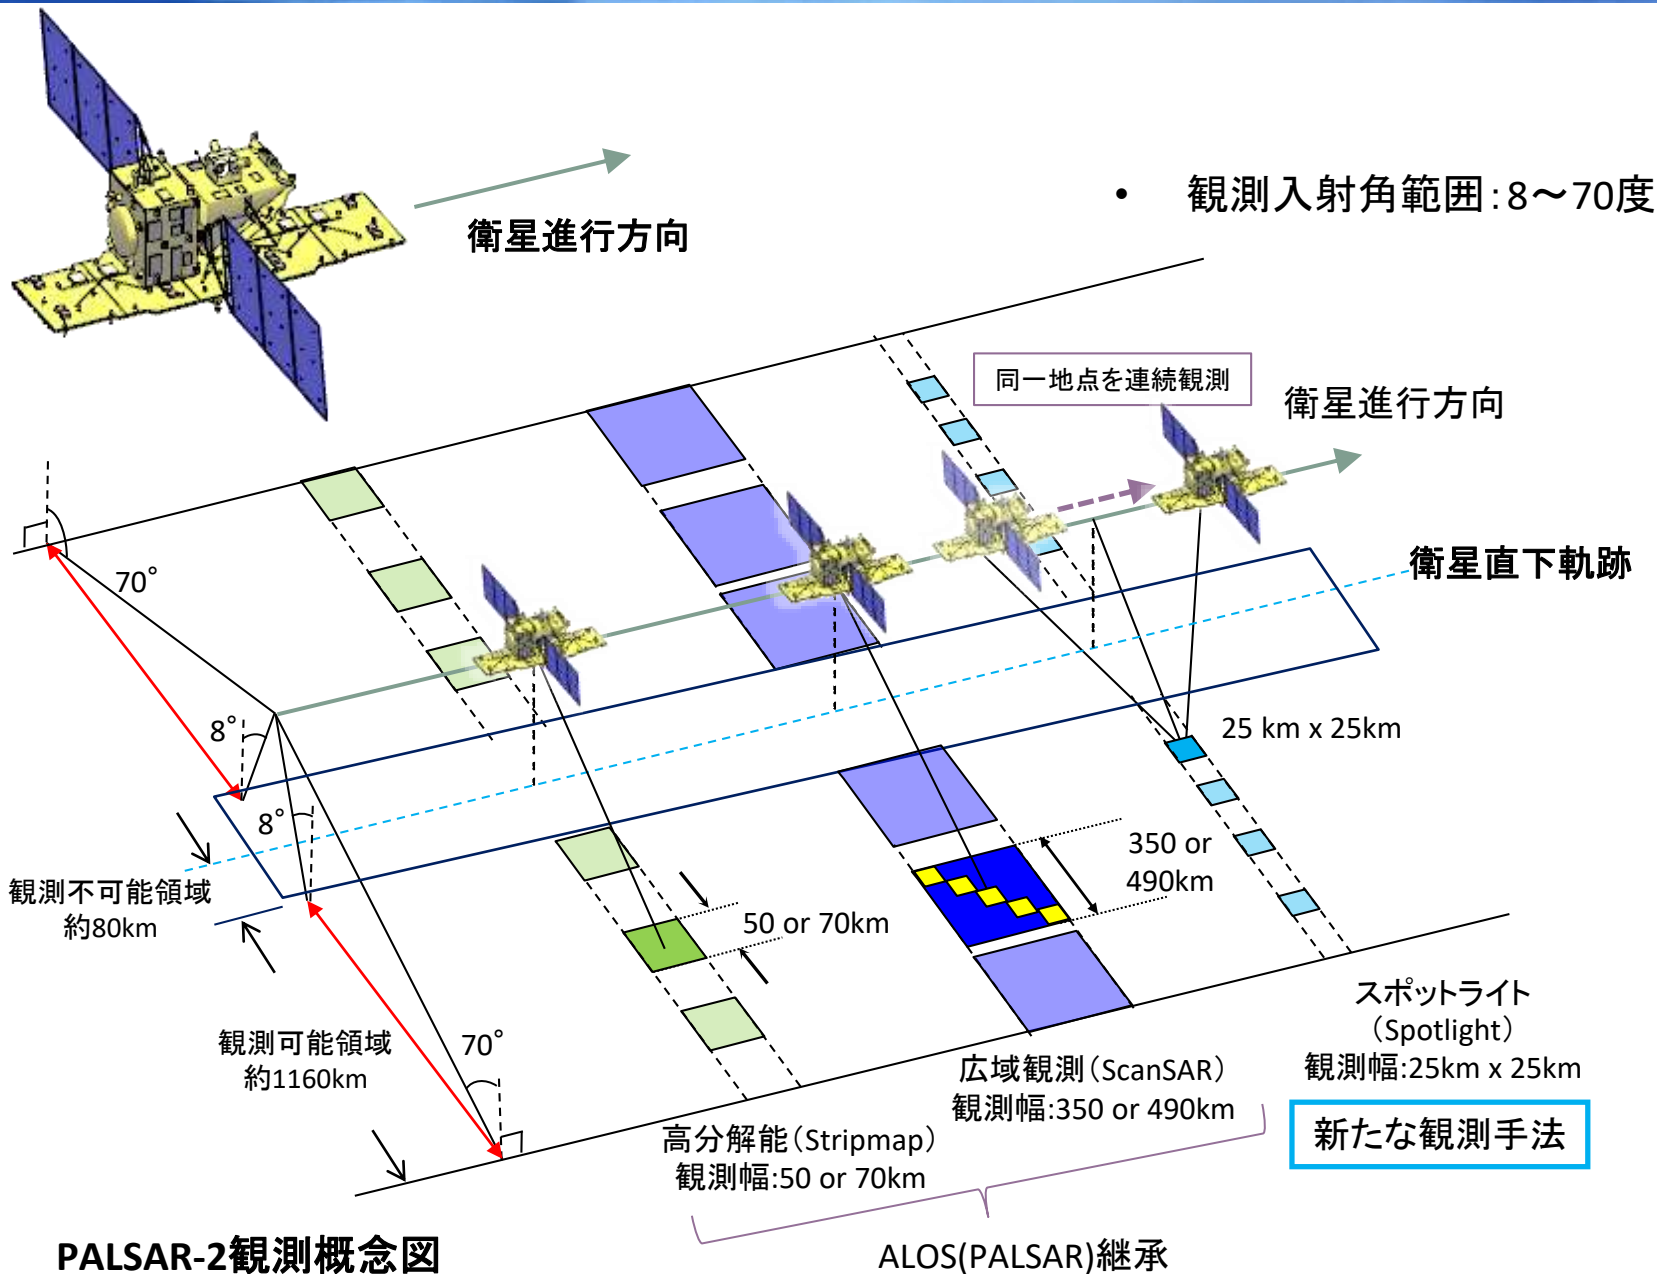 衛星進行方向
• 観測入射角範囲：8～70度
同一地点を連続観測
衛星進行方向
衛星直下軌跡
70°
8°
8°
25 km x 25km
観測不可能領域
約80km
350 or
490km
50 or 70km
観測可能領域
約1160km
70°
スポットライト
（Spotlight）
観測幅:25km x 25km
広域観測（ScanSAR）
観測幅:350 or 490km
新たな観測手法
高分解能（Stripmap）
観測幅:50 or 70km
PALSAR-2観測概念図
ALOS(PALSAR)継承